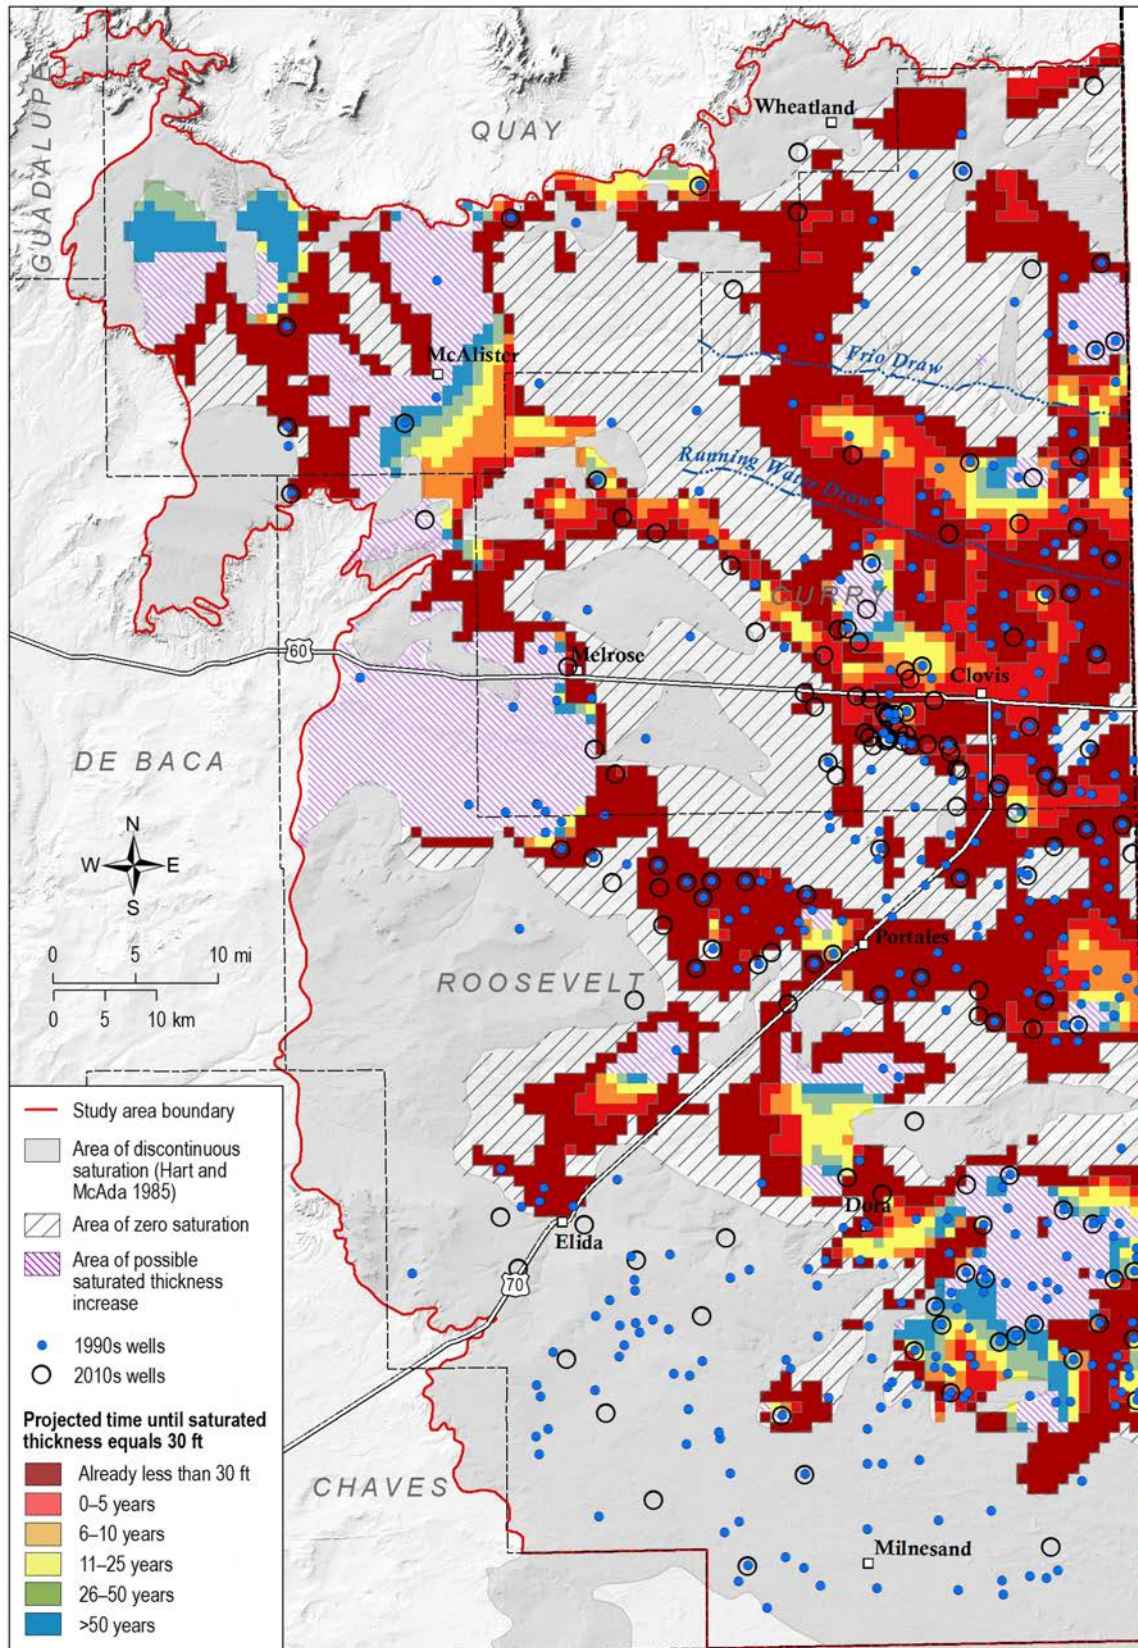 Wheatland
QUAY
GUADALUPE
McAlister
Frio Draw
Running Water Draw
CURRY
60
Melrose
Clovis
DE BACA
N
W E
S
0 5 10 mi
0 5 10 km
Portales
ROOSEVELT
Dora
Elida
70
CHAVES
Milnesand
Study area boundary
Area of discontinuous
saturation (Hart and
McAda 1985)
Area of zero saturation
Area of possible
saturated thickness
increase
1990s wells
2010s wells
Projected time until saturated
thickness equals 30 ft
Already less than 30 ft
0–5 years
6–10 years
11–25 years
26–50 years
>50 years